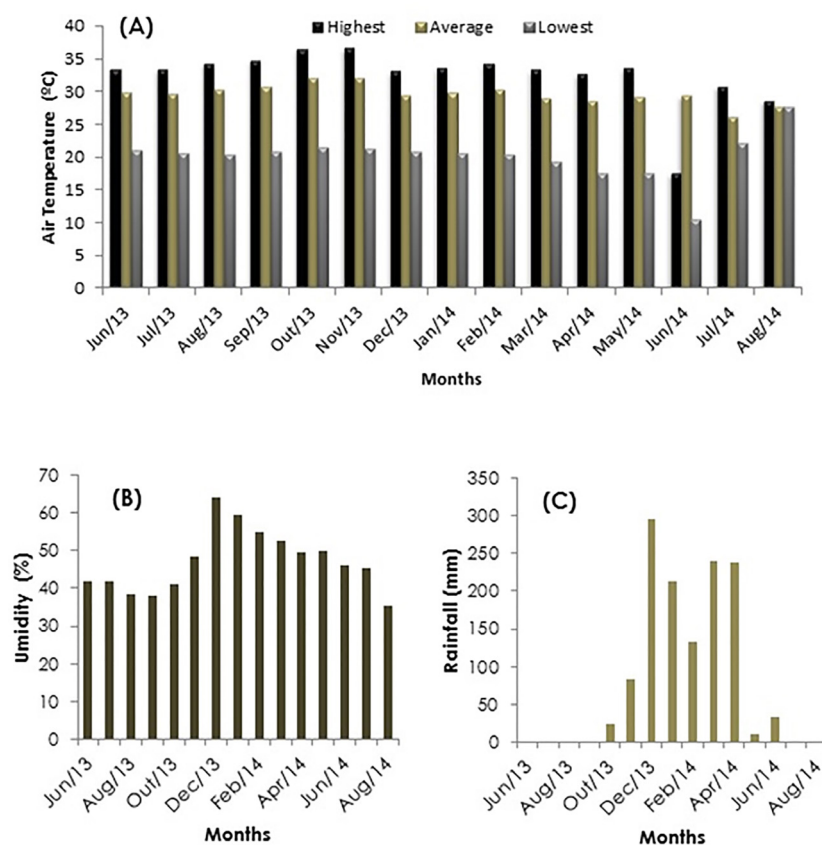 (A)
Highest Average Lowest
Air Temperature (ºC)
40
35
30
25
20
15
10
5
0
Jun/13 Jul/13 Aug/13 Sep/13 Out/13 Nov/13 Dec/13 Jan/14 Feb/14 Mar/14 Apr/14 May/14 Jun/14 Jul/14 Aug/14
Months
(B)
Umidity (%)
70
60
50
40
30
20
10
0
Jun/13 Aug/13 Out/13 Dec/13 Feb/14 Apr/14 Jun/14 Aug/14
Months
(C)
Rainfall (mm)
350
300
250
200
150
100
50
0
Jun/13 Aug/13 Out/13 Dec/13 Feb/14 Apr/14 Jun/14 Aug/14
Months